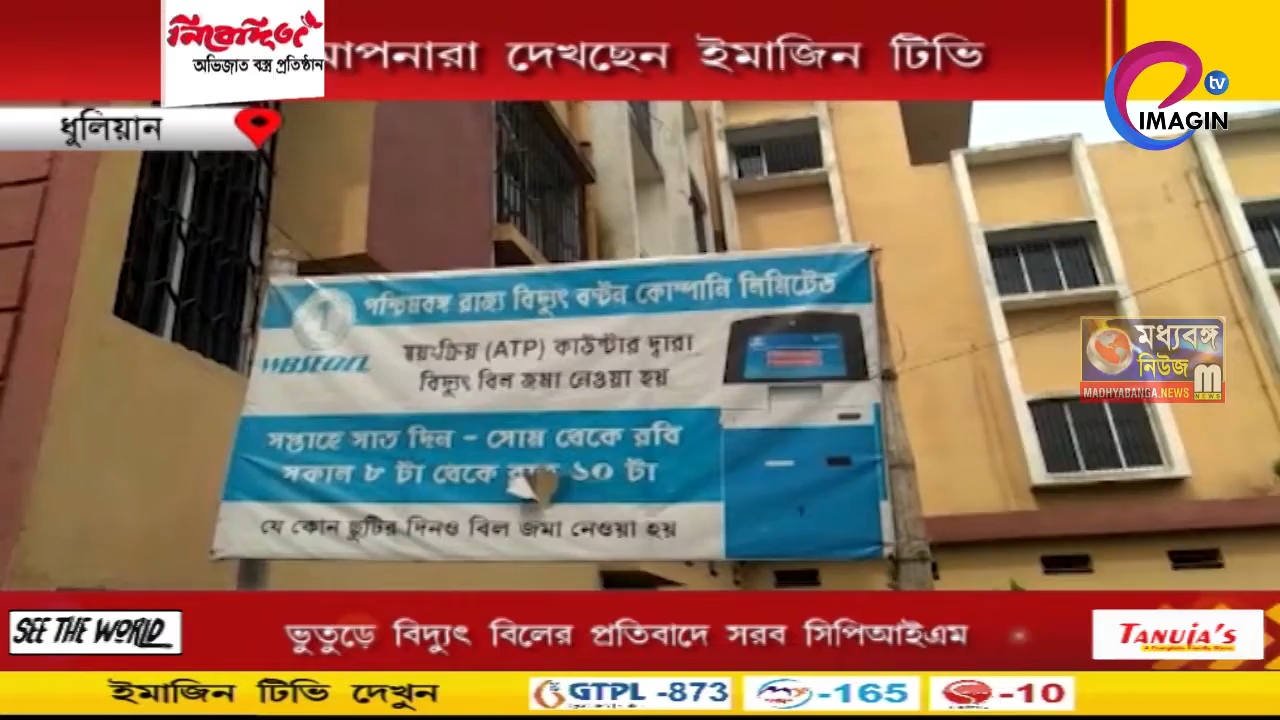 নিবেদিতা
অভিজাত বস্ত্র প্রতিষ্ঠান
আপনারা দেখছেন ইমাজিন টিভি
tv
IMAGIN
ধুলিয়ান
পশ্চিমবঙ্গ রাজ্য বিদ্যুৎ বণ্টন কোম্পানি লিমিটেড
WBSEDCL
স্বয়ংক্রিয় (ATP) কাউন্টার দ্বারা
বিদ্যুৎ বিল জমা নেওয়া হয়
সপ্তাহে সাত দিন - সোম থেকে রবি
সকাল ৮ টা থেকে রাত ১০ টা
যে কোন ছুটির দিনও বিল জমা নেওয়া হয়
মধ্যবঙ্গ
নিউজ
MADHYABANGA.NEWS
NEWS
SEE THE WORLD
ভুতুড়ে বিদ্যুৎ বিলের প্রতিবাদে সরব সিপিআইএম
TANUJA'S
ইমাজিন টিভি দেখুন
GTPL -873
-165
-10